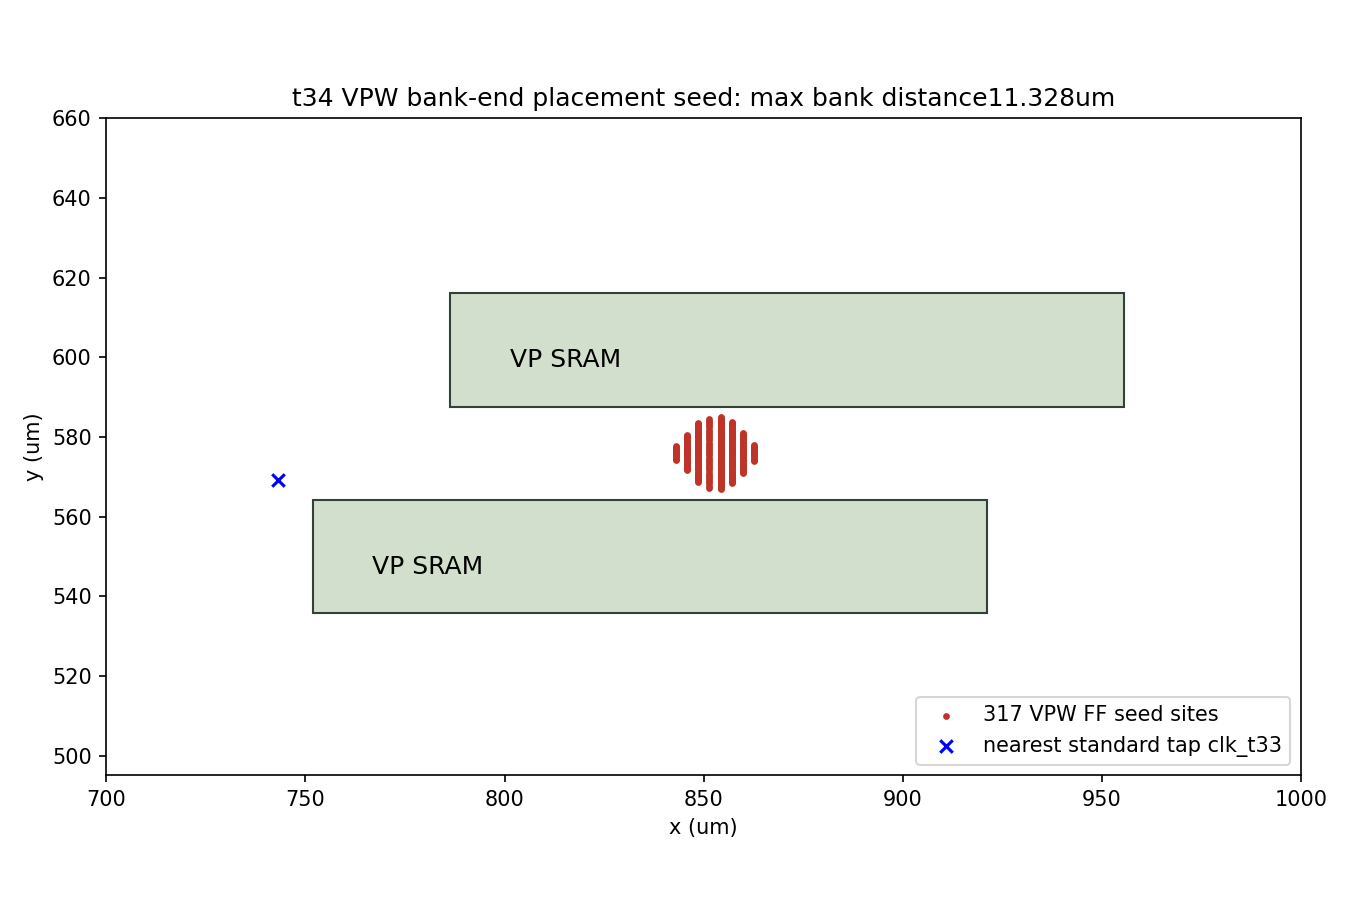 t34 VPW bank-end placement seed: max bank distance11.328um
660
640
620
600
580
560
540
520
500
y (um)
VP SRAM
VP SRAM
317 VPW FF seed sites
nearest standard tap clk_t33
700 750 800 850 900 950 1000
x (um)